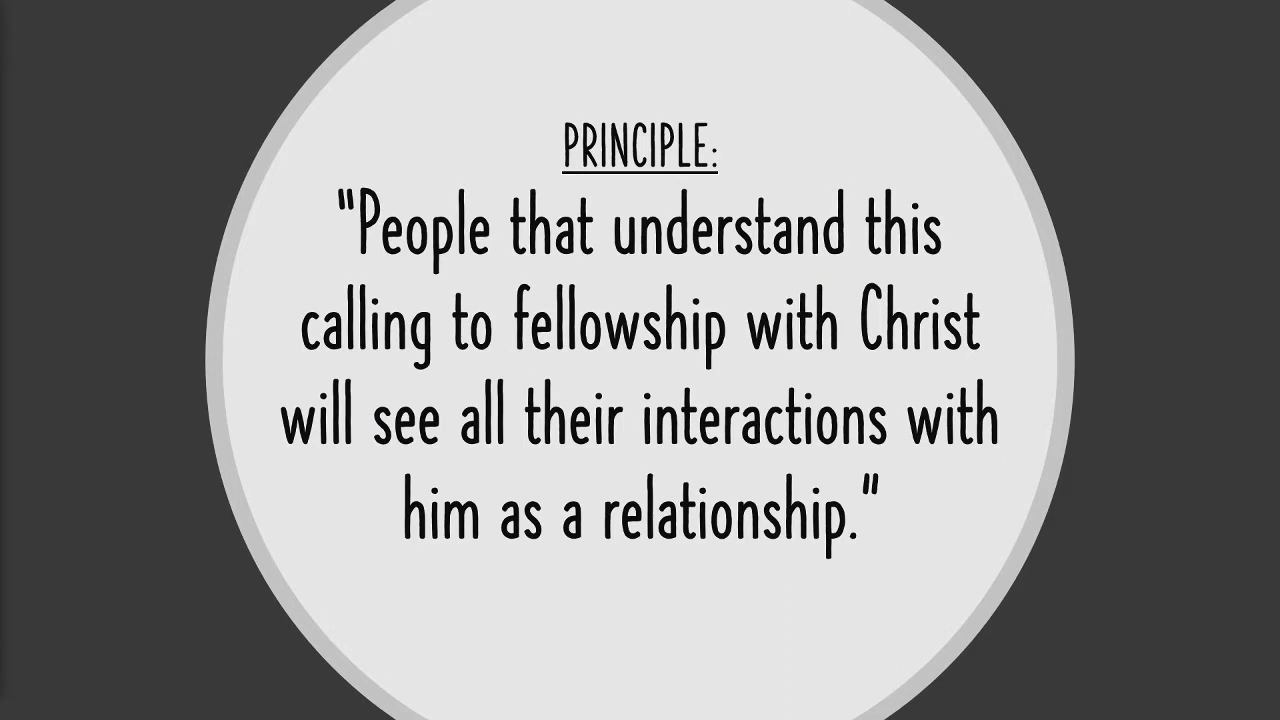 PRINCIPLE:
"People that understand this
calling to fellowship with Christ
will see all their interactions with
him as a relationship."